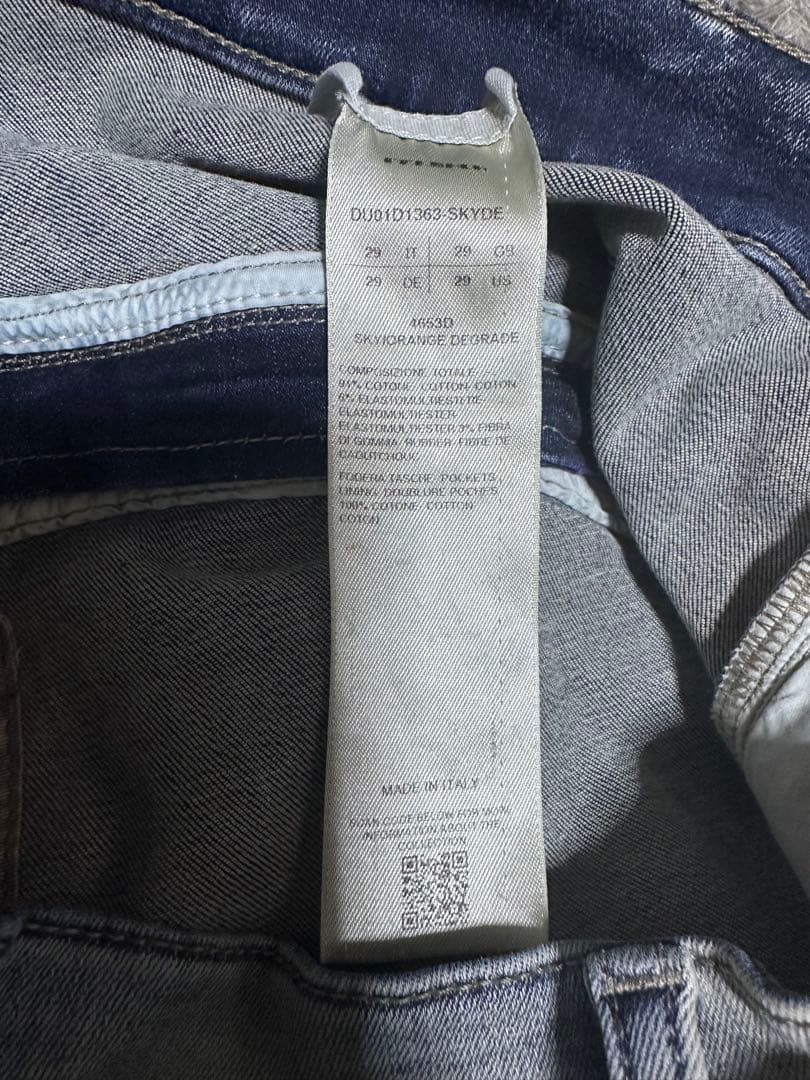 DU01D1363-SKYDE
29 IT 29 GB
29 DE 29 US
4653D
SKY/ORANGE DEGRADE
COMPOSIZIONE TOTALE
91% COTONE COTTON COTON
6% ELASTOMULTIESTERE
ELASTOMULTIESTER
ELASTOMULTIESTER 3% FIBRA
DI GOMMA RUBBER FIBRE DE
CAOUTCHOUC
FODERA TASCHE POCKETS
LINING DOUBLURE POCHES
100% COTONE COTTON
COTON
MADE IN ITALY
SCAN CODE BELOW FOR MORE
INFORMATION ABOUT THE
COLLECTION